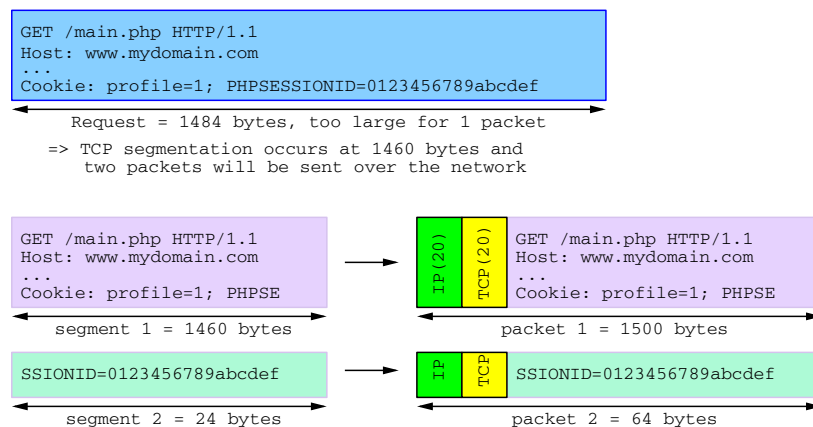 GET /main.php HTTP/1.1
Host: www.mydomain.com
...
Cookie: profile=1; PHPSESSIONID=0123456789abcdef
Request = 1484 bytes, too large for 1 packet
=> TCP segmentation occurs at 1460 bytes and
two packets will be sent over the network
GET /main.php HTTP/1.1
Host: www.mydomain.com
...
Cookie: profile=1; PHPSE
segment 1 = 1460 bytes
IP(20)
TCP(20)
GET /main.php HTTP/1.1
Host: www.mydomain.com
...
Cookie: profile=1; PHPSE
packet 1 = 1500 bytes
SSIONID=0123456789abcdef
segment 2 = 24 bytes
IP
TCP
SSIONID=0123456789abcdef
packet 2 = 64 bytes